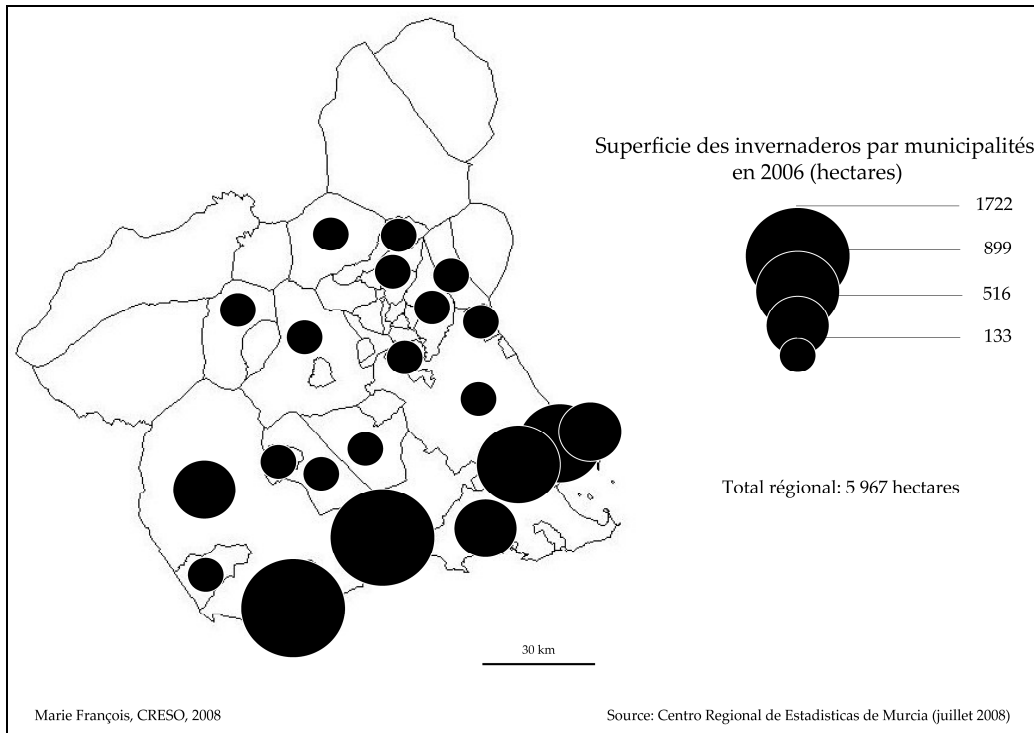 Superficie des invernaderos par municipalités
en 2006 (hectares)
1722
899
516
133
Total régional: 5 967 hectares
30 km
Marie François, CRESO, 2008
Source: Centro Regional de Estadisticas de Murcia (juillet 2008)